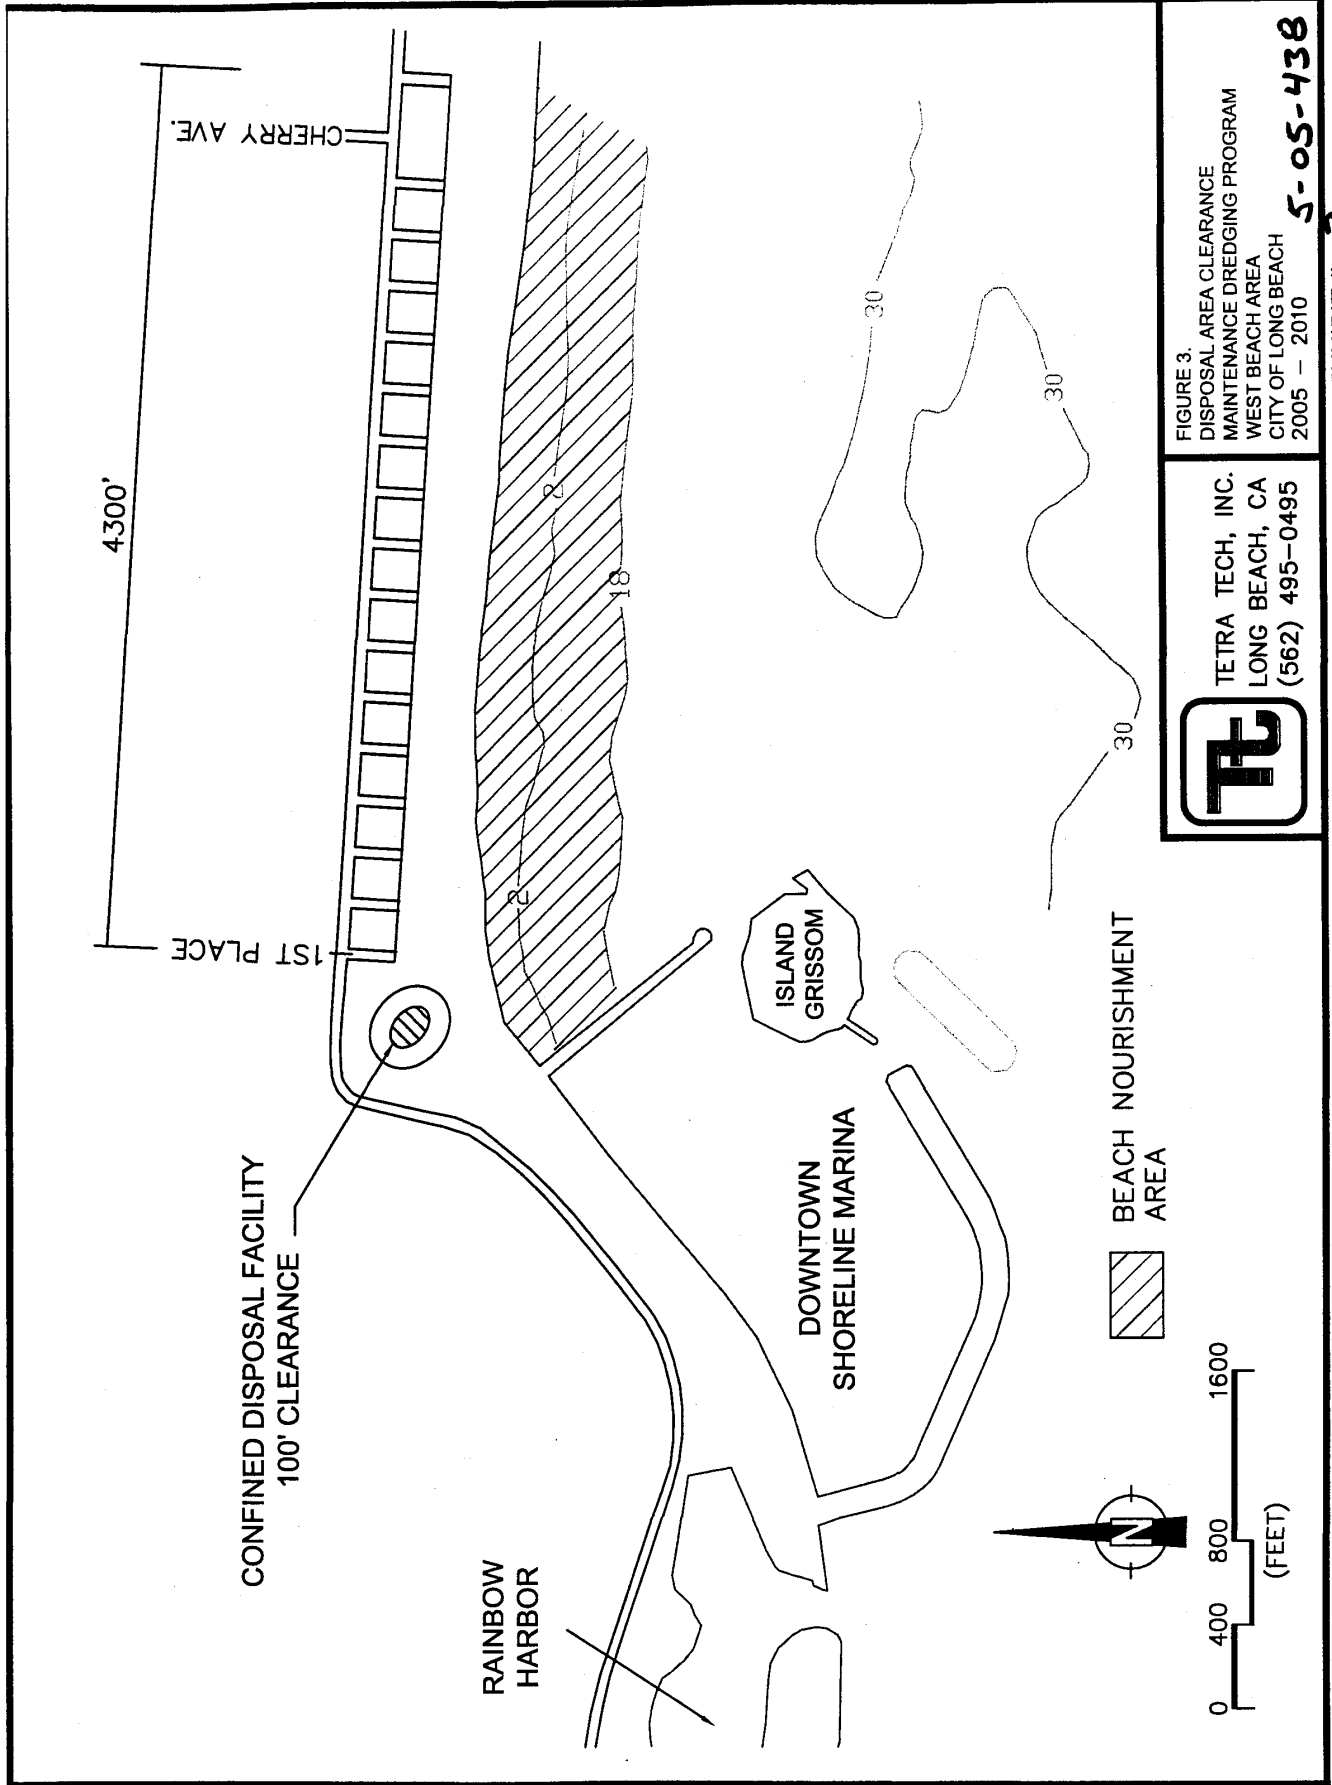 4300'
CHERRY AVE.
1ST PLACE
CONFINED DISPOSAL FACILITY
100' CLEARANCE
2
2
18
30
30
30
ISLAND
GRISSOM
DOWNTOWN
SHORELINE MARINA
RAINBOW
HARBOR
BEACH NOURISHMENT
AREA
N
0 400 800 1600
(FEET)
Tt
TETRA TECH, INC.
LONG BEACH, CA
(562) 495-0495
FIGURE 3.
DISPOSAL AREA CLEARANCE
MAINTENANCE DREDGING PROGRAM
WEST BEACH AREA
CITY OF LONG BEACH
2005 - 2010
5-05-438